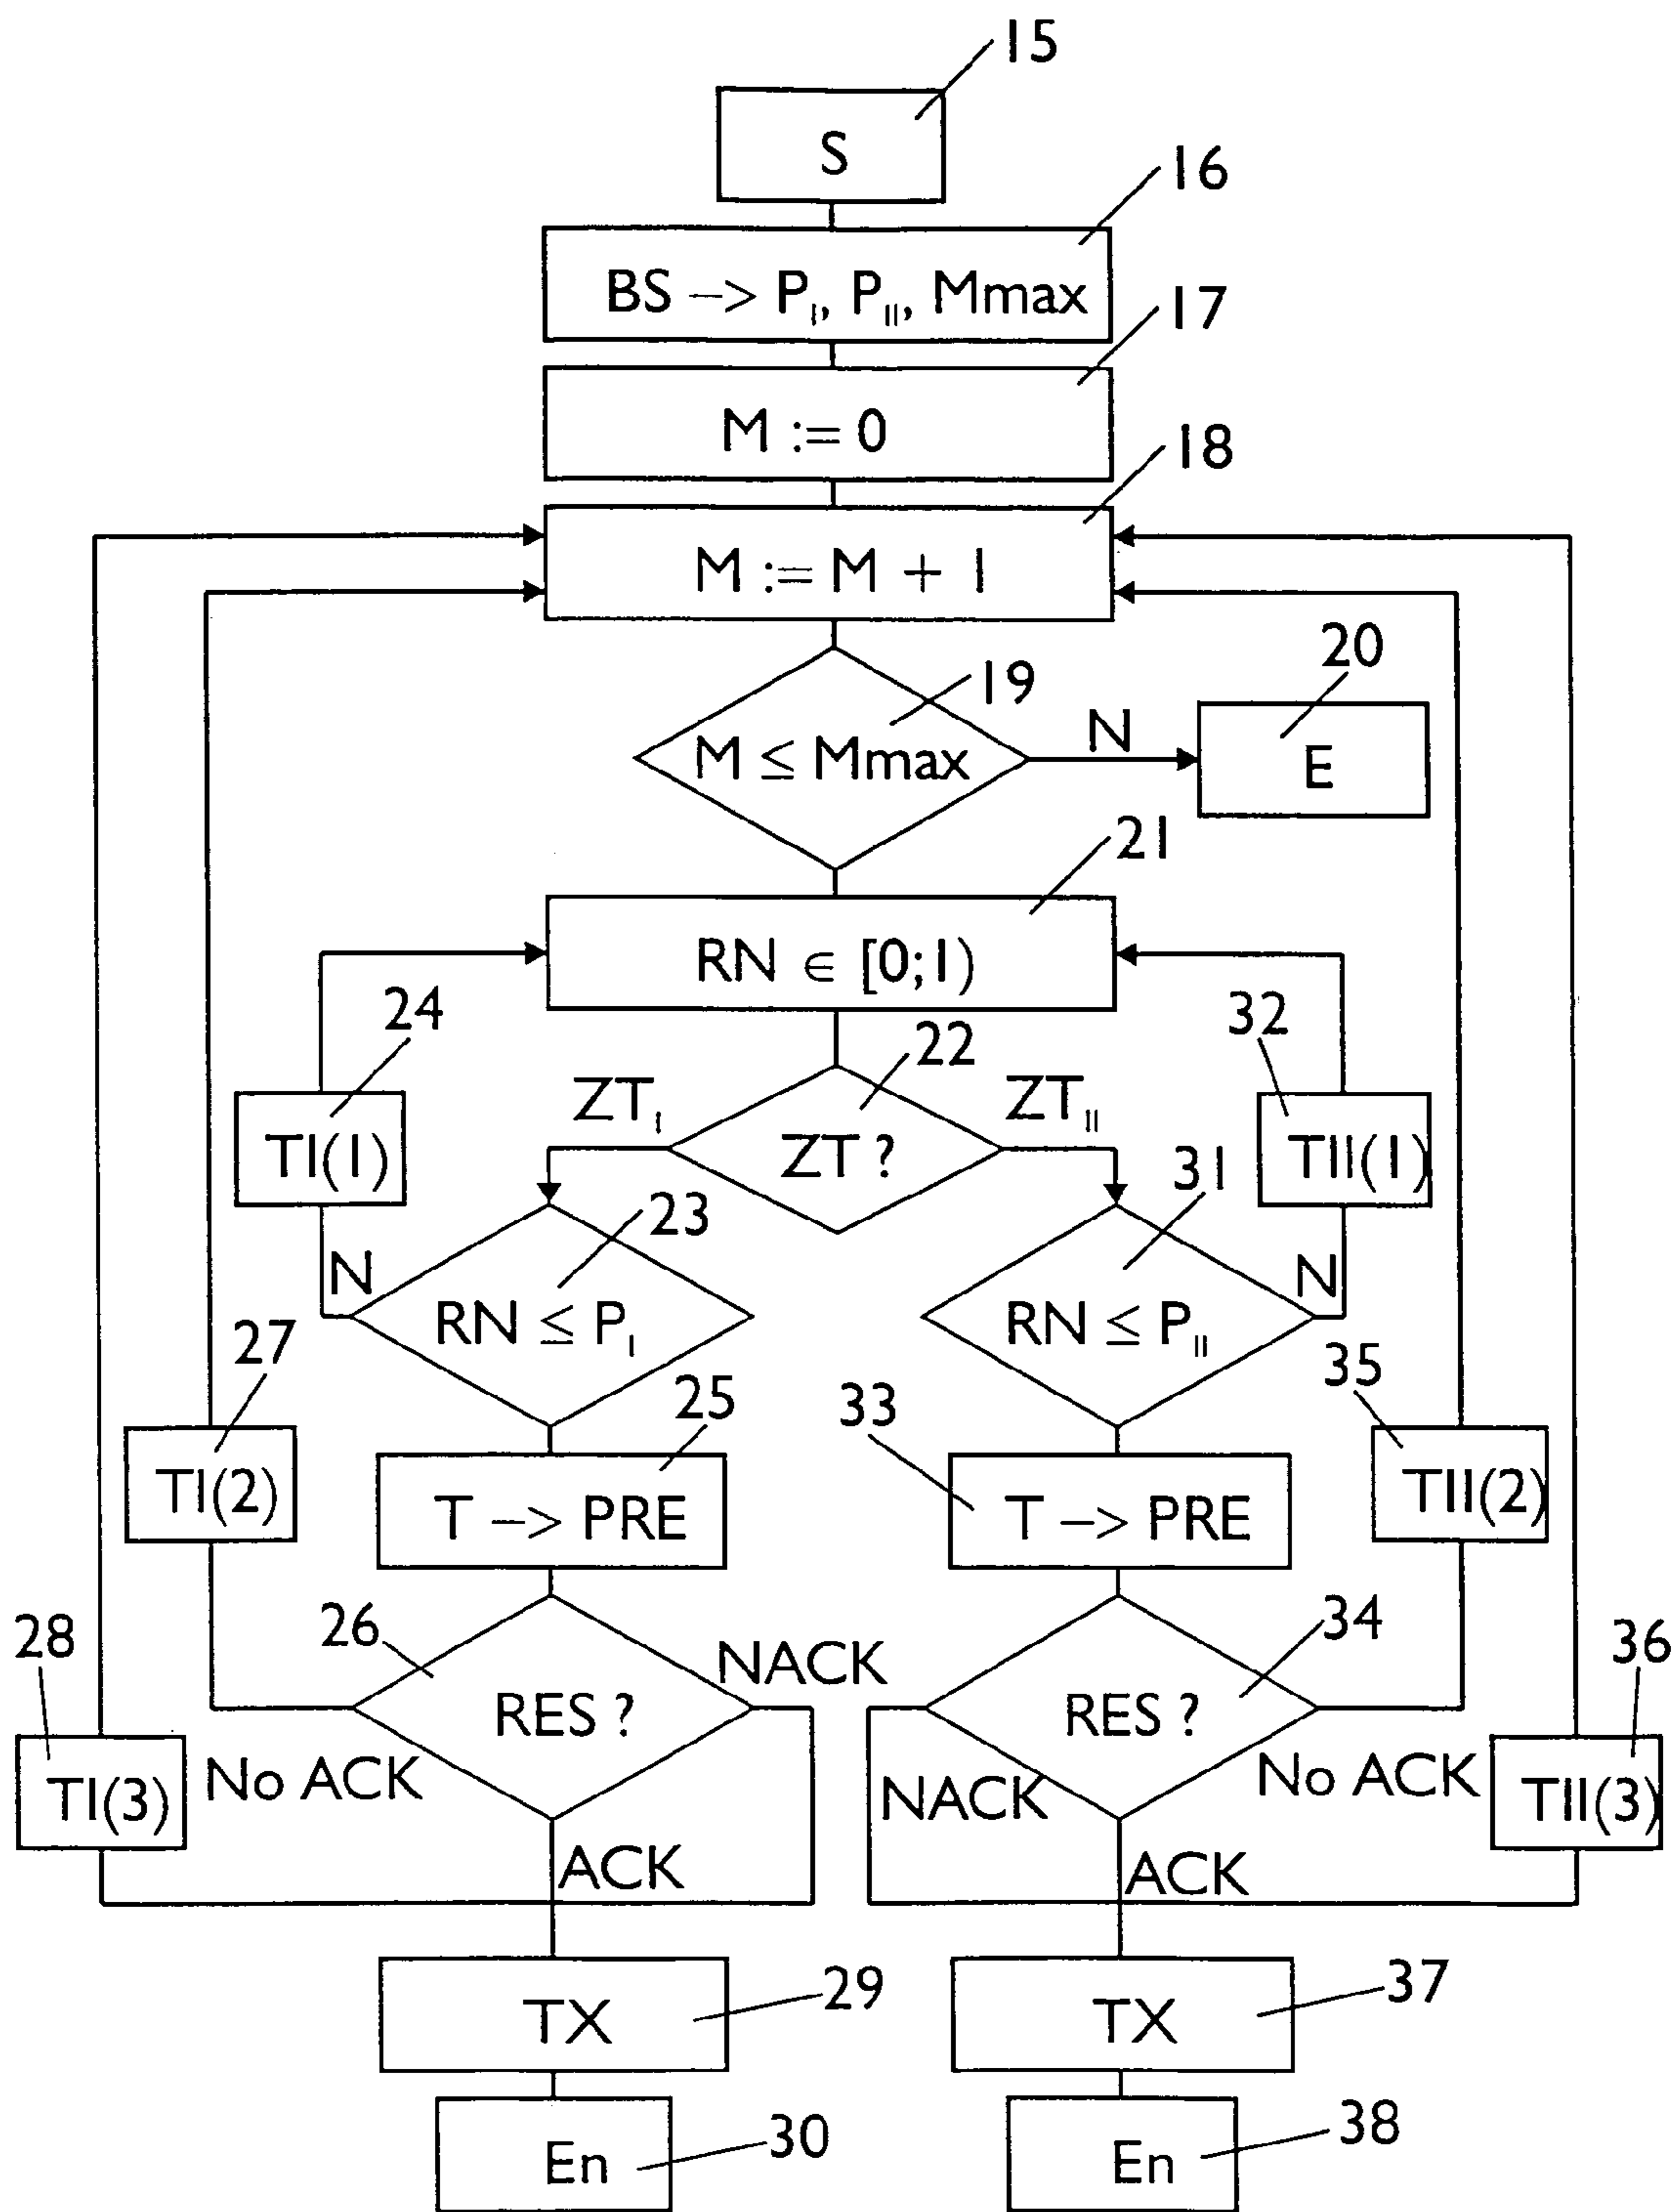 15
S
16
BS –> P_I, P_II, Mmax
17
M := 0
18
M := M + 1
19
M ≤ Mmax
N
20
E
21
RN ∈ [0;1)
24
TI(1)
22
ZT ?
ZT_I
ZT_II
32
TII(1)
23
RN ≤ P_I
N
31
RN ≤ P_II
N
27
TI(2)
25
T –> PRE
33
T –> PRE
35
TII(2)
28
TI(3)
26
RES ?
No ACK
NACK
ACK
34
RES ?
NACK
No ACK
ACK
36
TII(3)
TX
29
TX
37
En
30
En
38